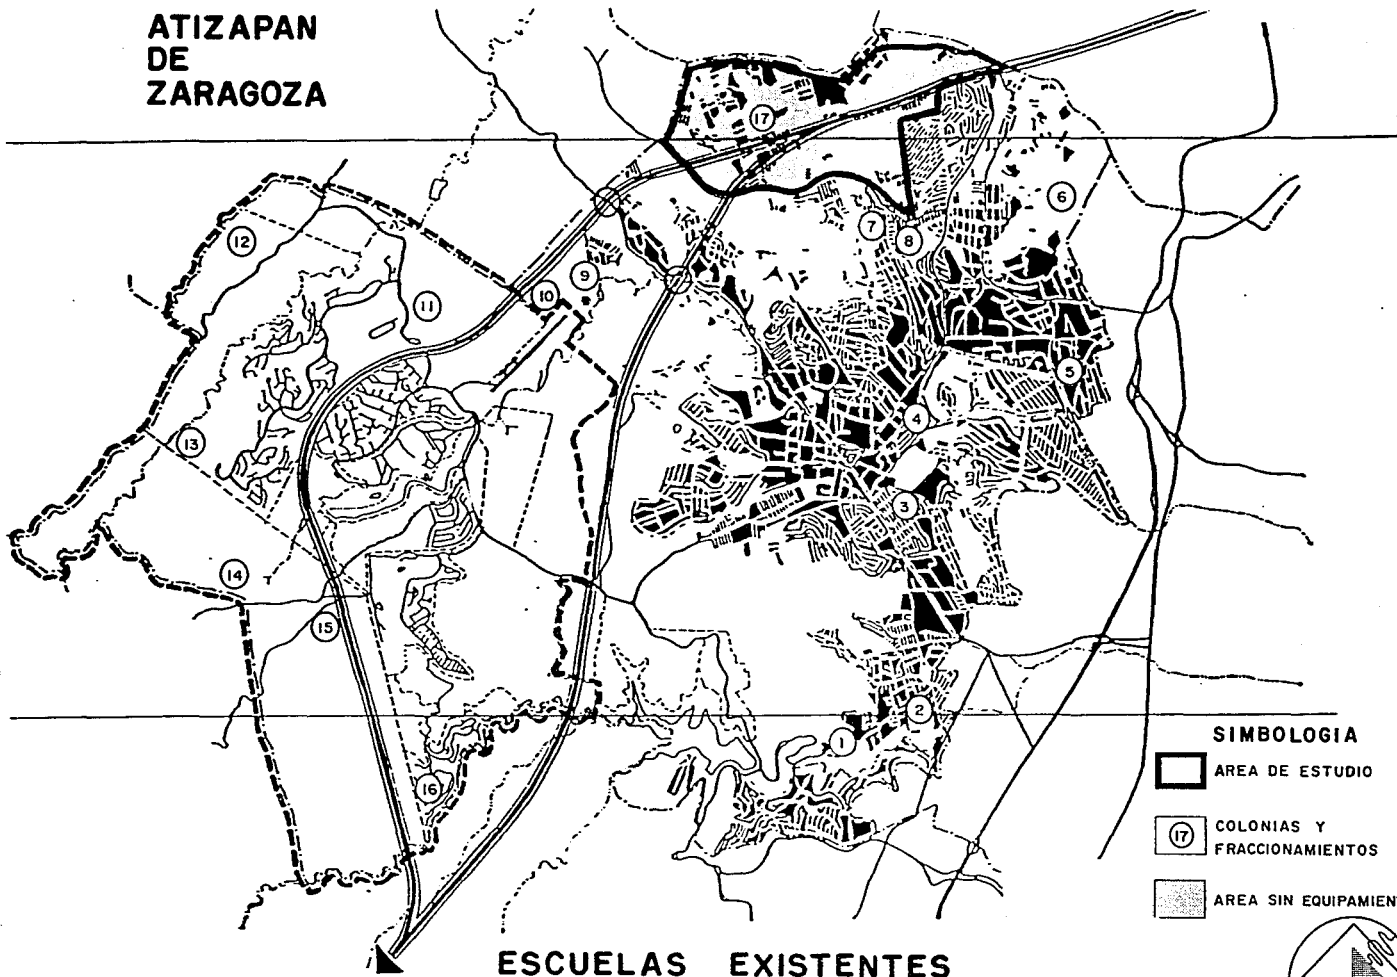 ATIZAPAN
DE
ZARAGOZA
17
12
6
7
8
9
10
11
5
4
13
3
14
15
2
1
16
SIMBOLOGIA
AREA DE ESTUDIO
17 COLONIAS Y
FRACCIONAMIENTOS
AREA SIN EQUIPAMIEN
ESCUELAS EXISTENTES